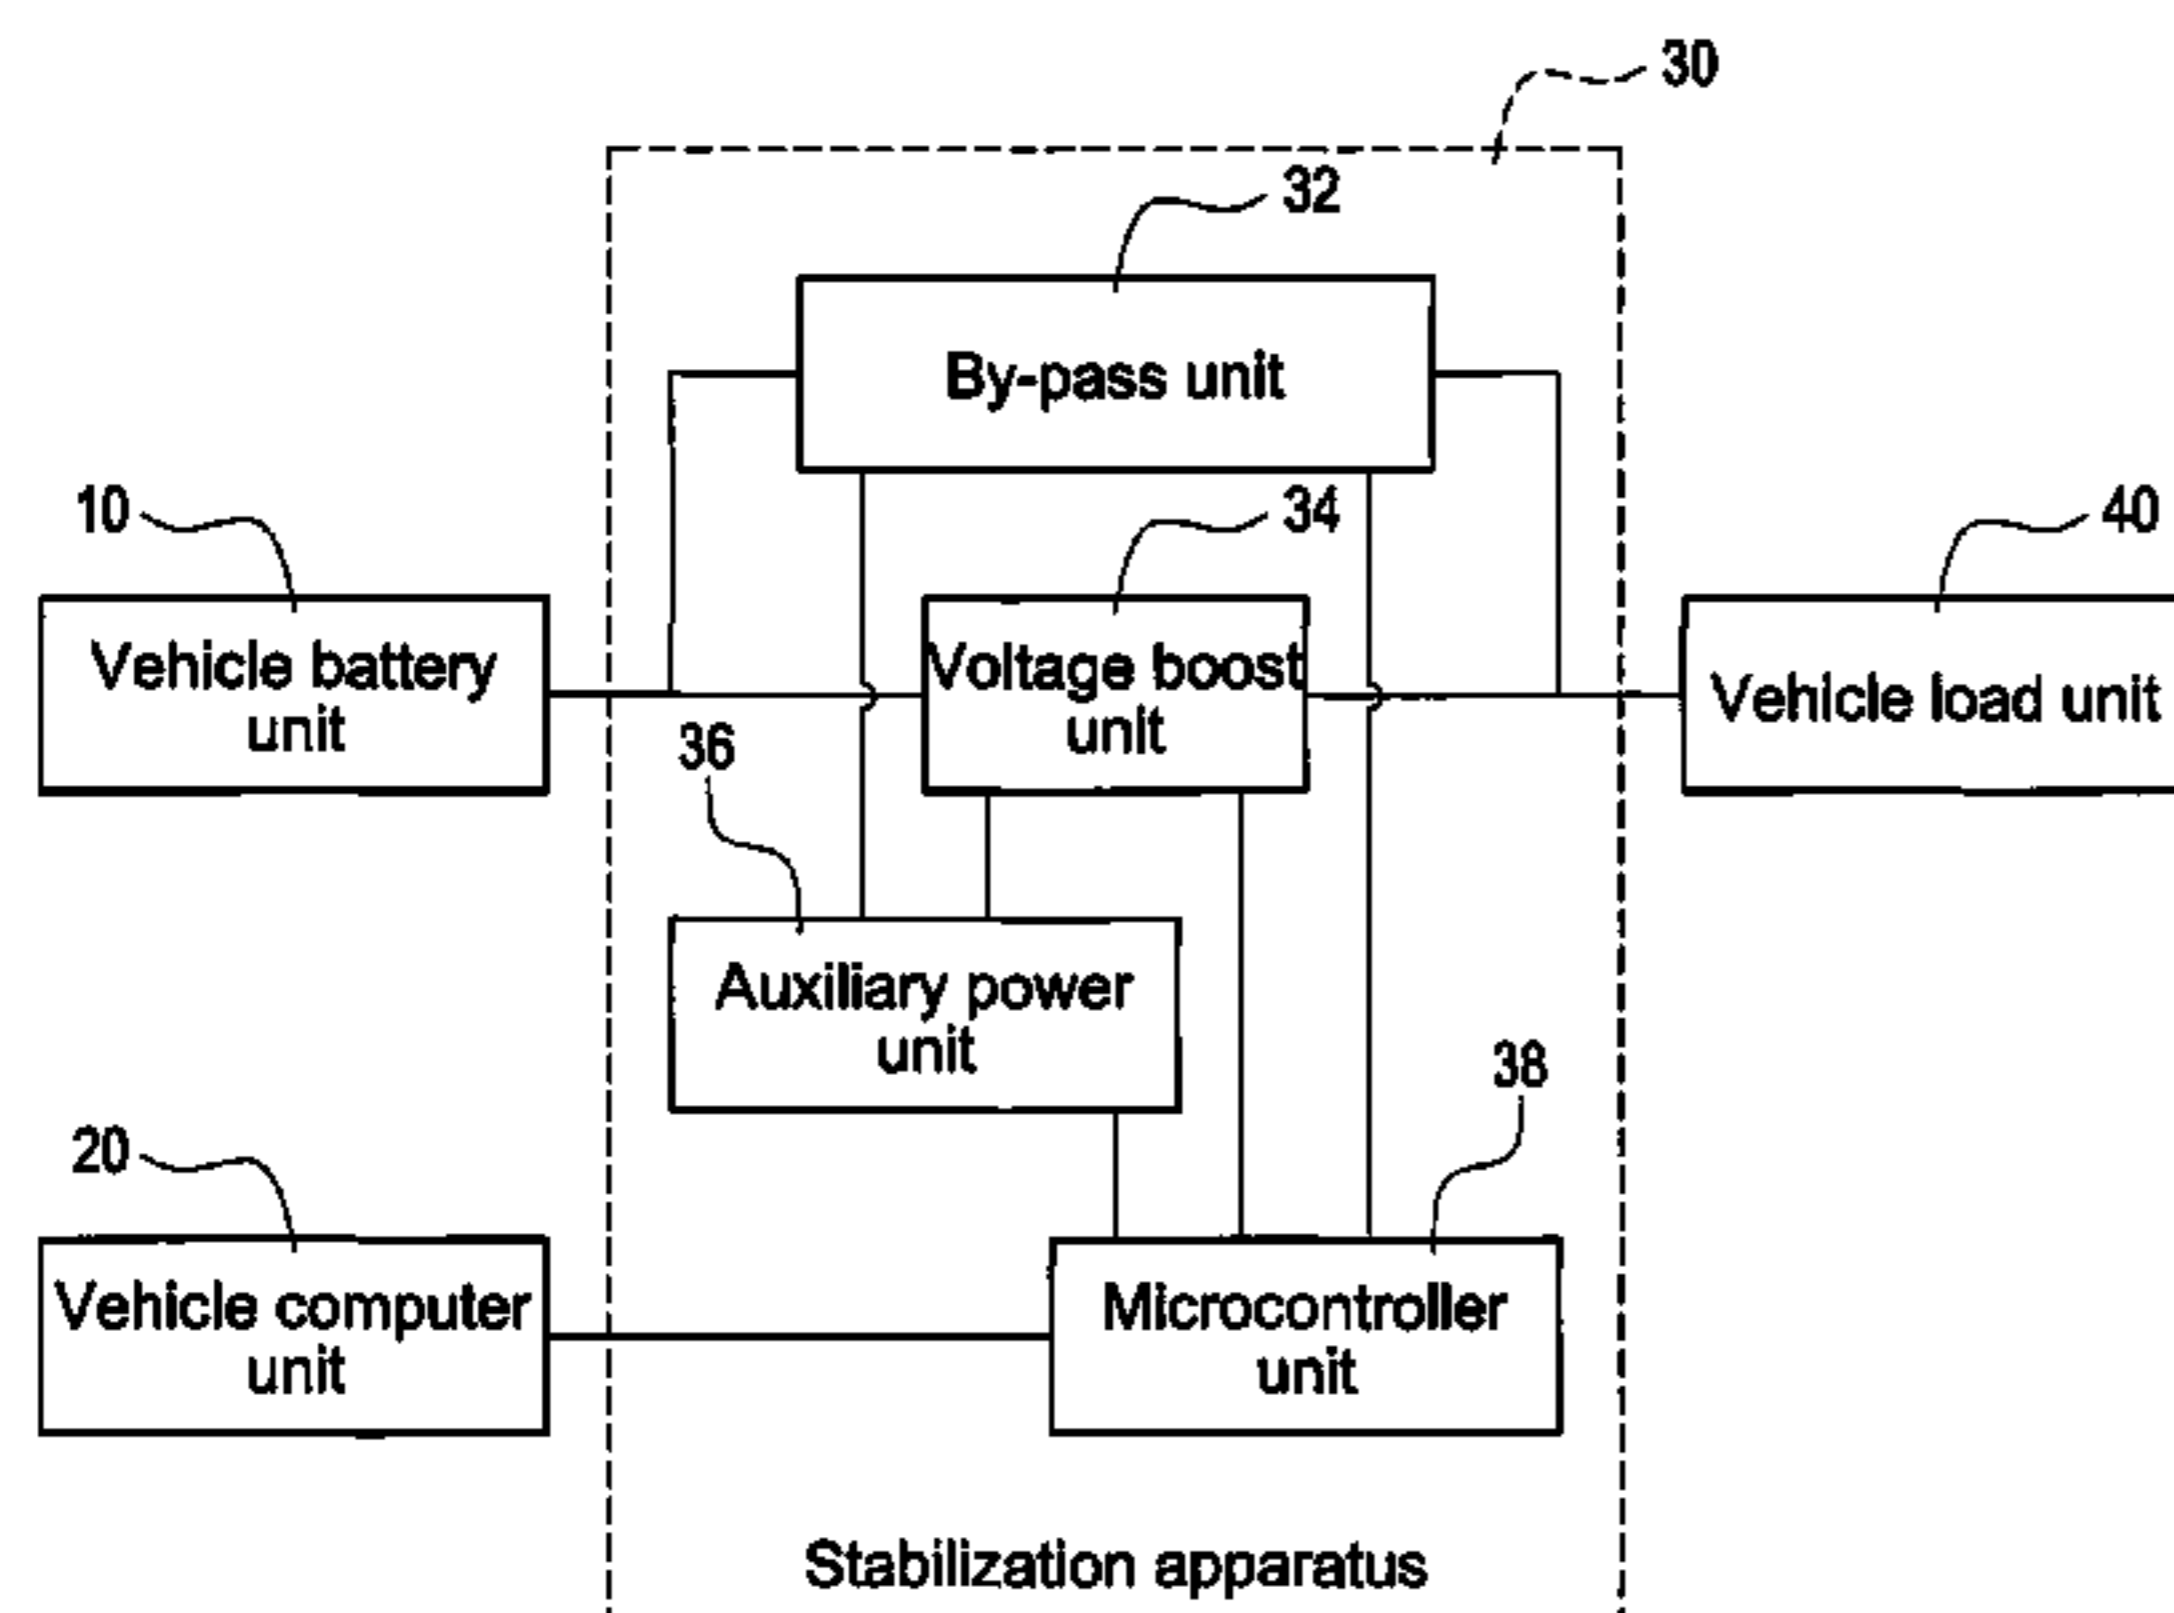 30
32
By-pass unit
10
34
40
Vehicle battery
unit
Voltage boost
unit
Vehicle load unit
36
Auxiliary power
unit
38
20
Vehicle computer
unit
Microcontroller
unit
Stabilization apparatus